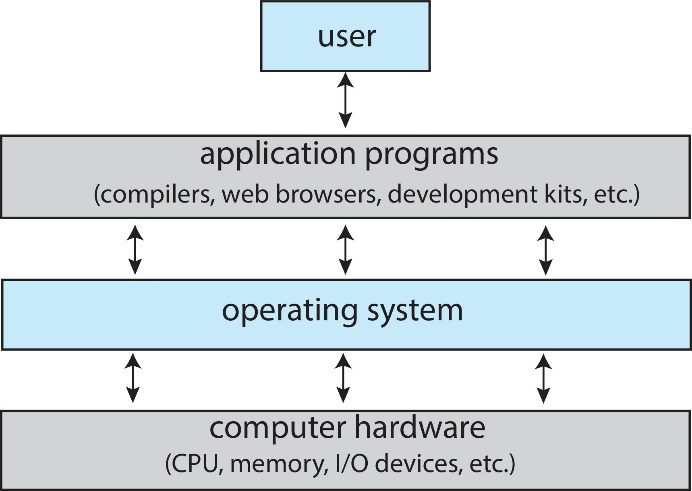 user
application programs
(compilers, web browsers, development kits, etc.)
operating system
computer hardware
(CPU, memory, I/O devices, etc.)